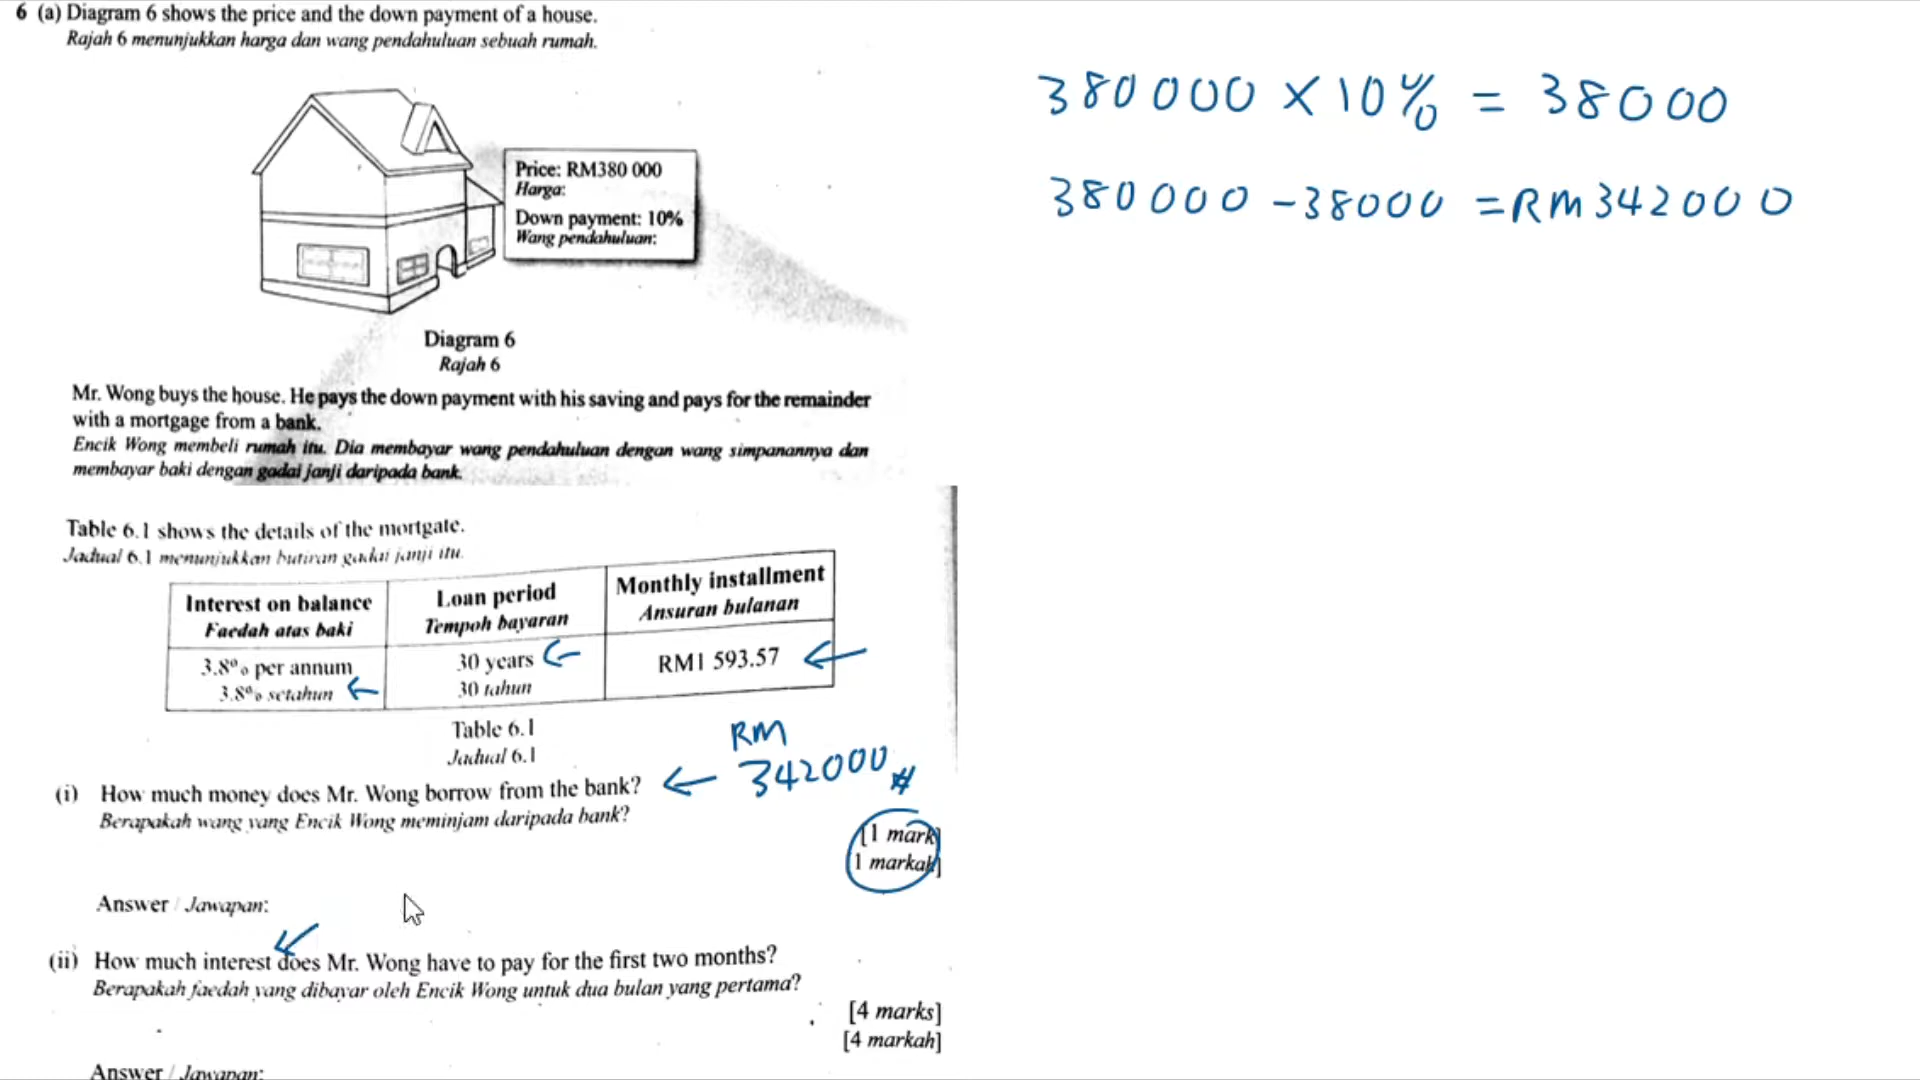 6 (a) Diagram 6 shows the price and the down payment of a house.
Rajah 6 menunjukkan harga dan wang pendahuluan sebuah rumah.
Price: RM380 000
Harga:
Down payment: 10%
Wang pendahuluan:
Diagram 6
Rajah 6
Mr. Wong buys the house. He pays the down payment with his saving and pays for the remainder
with a mortgage from a bank.
Encik Wong membeli rumah itu. Dia membayar wang pendahuluan dengan wang simpanannya dan
membayar baki dengan gadai janji daripada bank.
Table 6.1 shows the details of the mortgate.
Jadual 6.1 menunjukkan butiran gadai janji itu.
Interest on balance
Faedah atas baki
Loan period
Tempoh bayaran
Monthly installment
Ansuran bulanan
3.8% per annum
3.8% setahun
30 years
30 tahun
RM1 593.57
Table 6.1
Jadual 6.1
RM
342000 #
(i) How much money does Mr. Wong borrow from the bank?
Berapakah wang yang Encik Wong meminjam daripada bank?
[1 mark]
1 markah]
Answer / Jawapan:
(ii) How much interest does Mr. Wong have to pay for the first two months?
Berapakah faedah yang dibayar oleh Encik Wong untuk dua bulan yang pertama?
[4 marks]
[4 markah]
Answer / Jawapan:
380000 × 10% = 38000
380000 - 38000 = RM342000